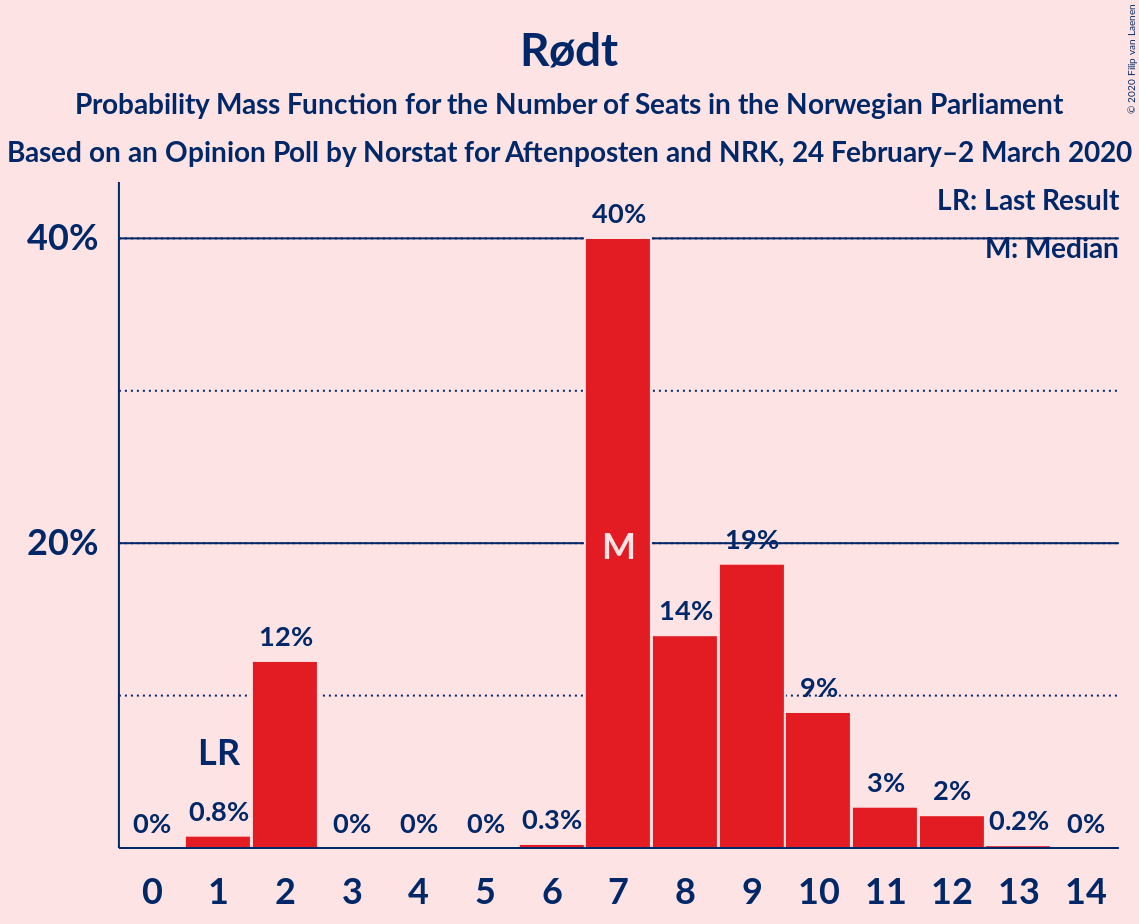 Rødt
Probability Mass Function for the Number of Seats in the Norwegian Parliament
Based on an Opinion Poll by Norstat for Aftenposten and NRK, 24 February–2 March 2020
© 2020 Filip van Laenen
LR: Last Result
M: Median
40%
20%
0%
LR
0.8%
12%
0%
0%
0%
0.3%
40%
M
14%
19%
9%
3%
2%
0.2%
0%
0 1 2 3 4 5 6 7 8 9 10 11 12 13 14